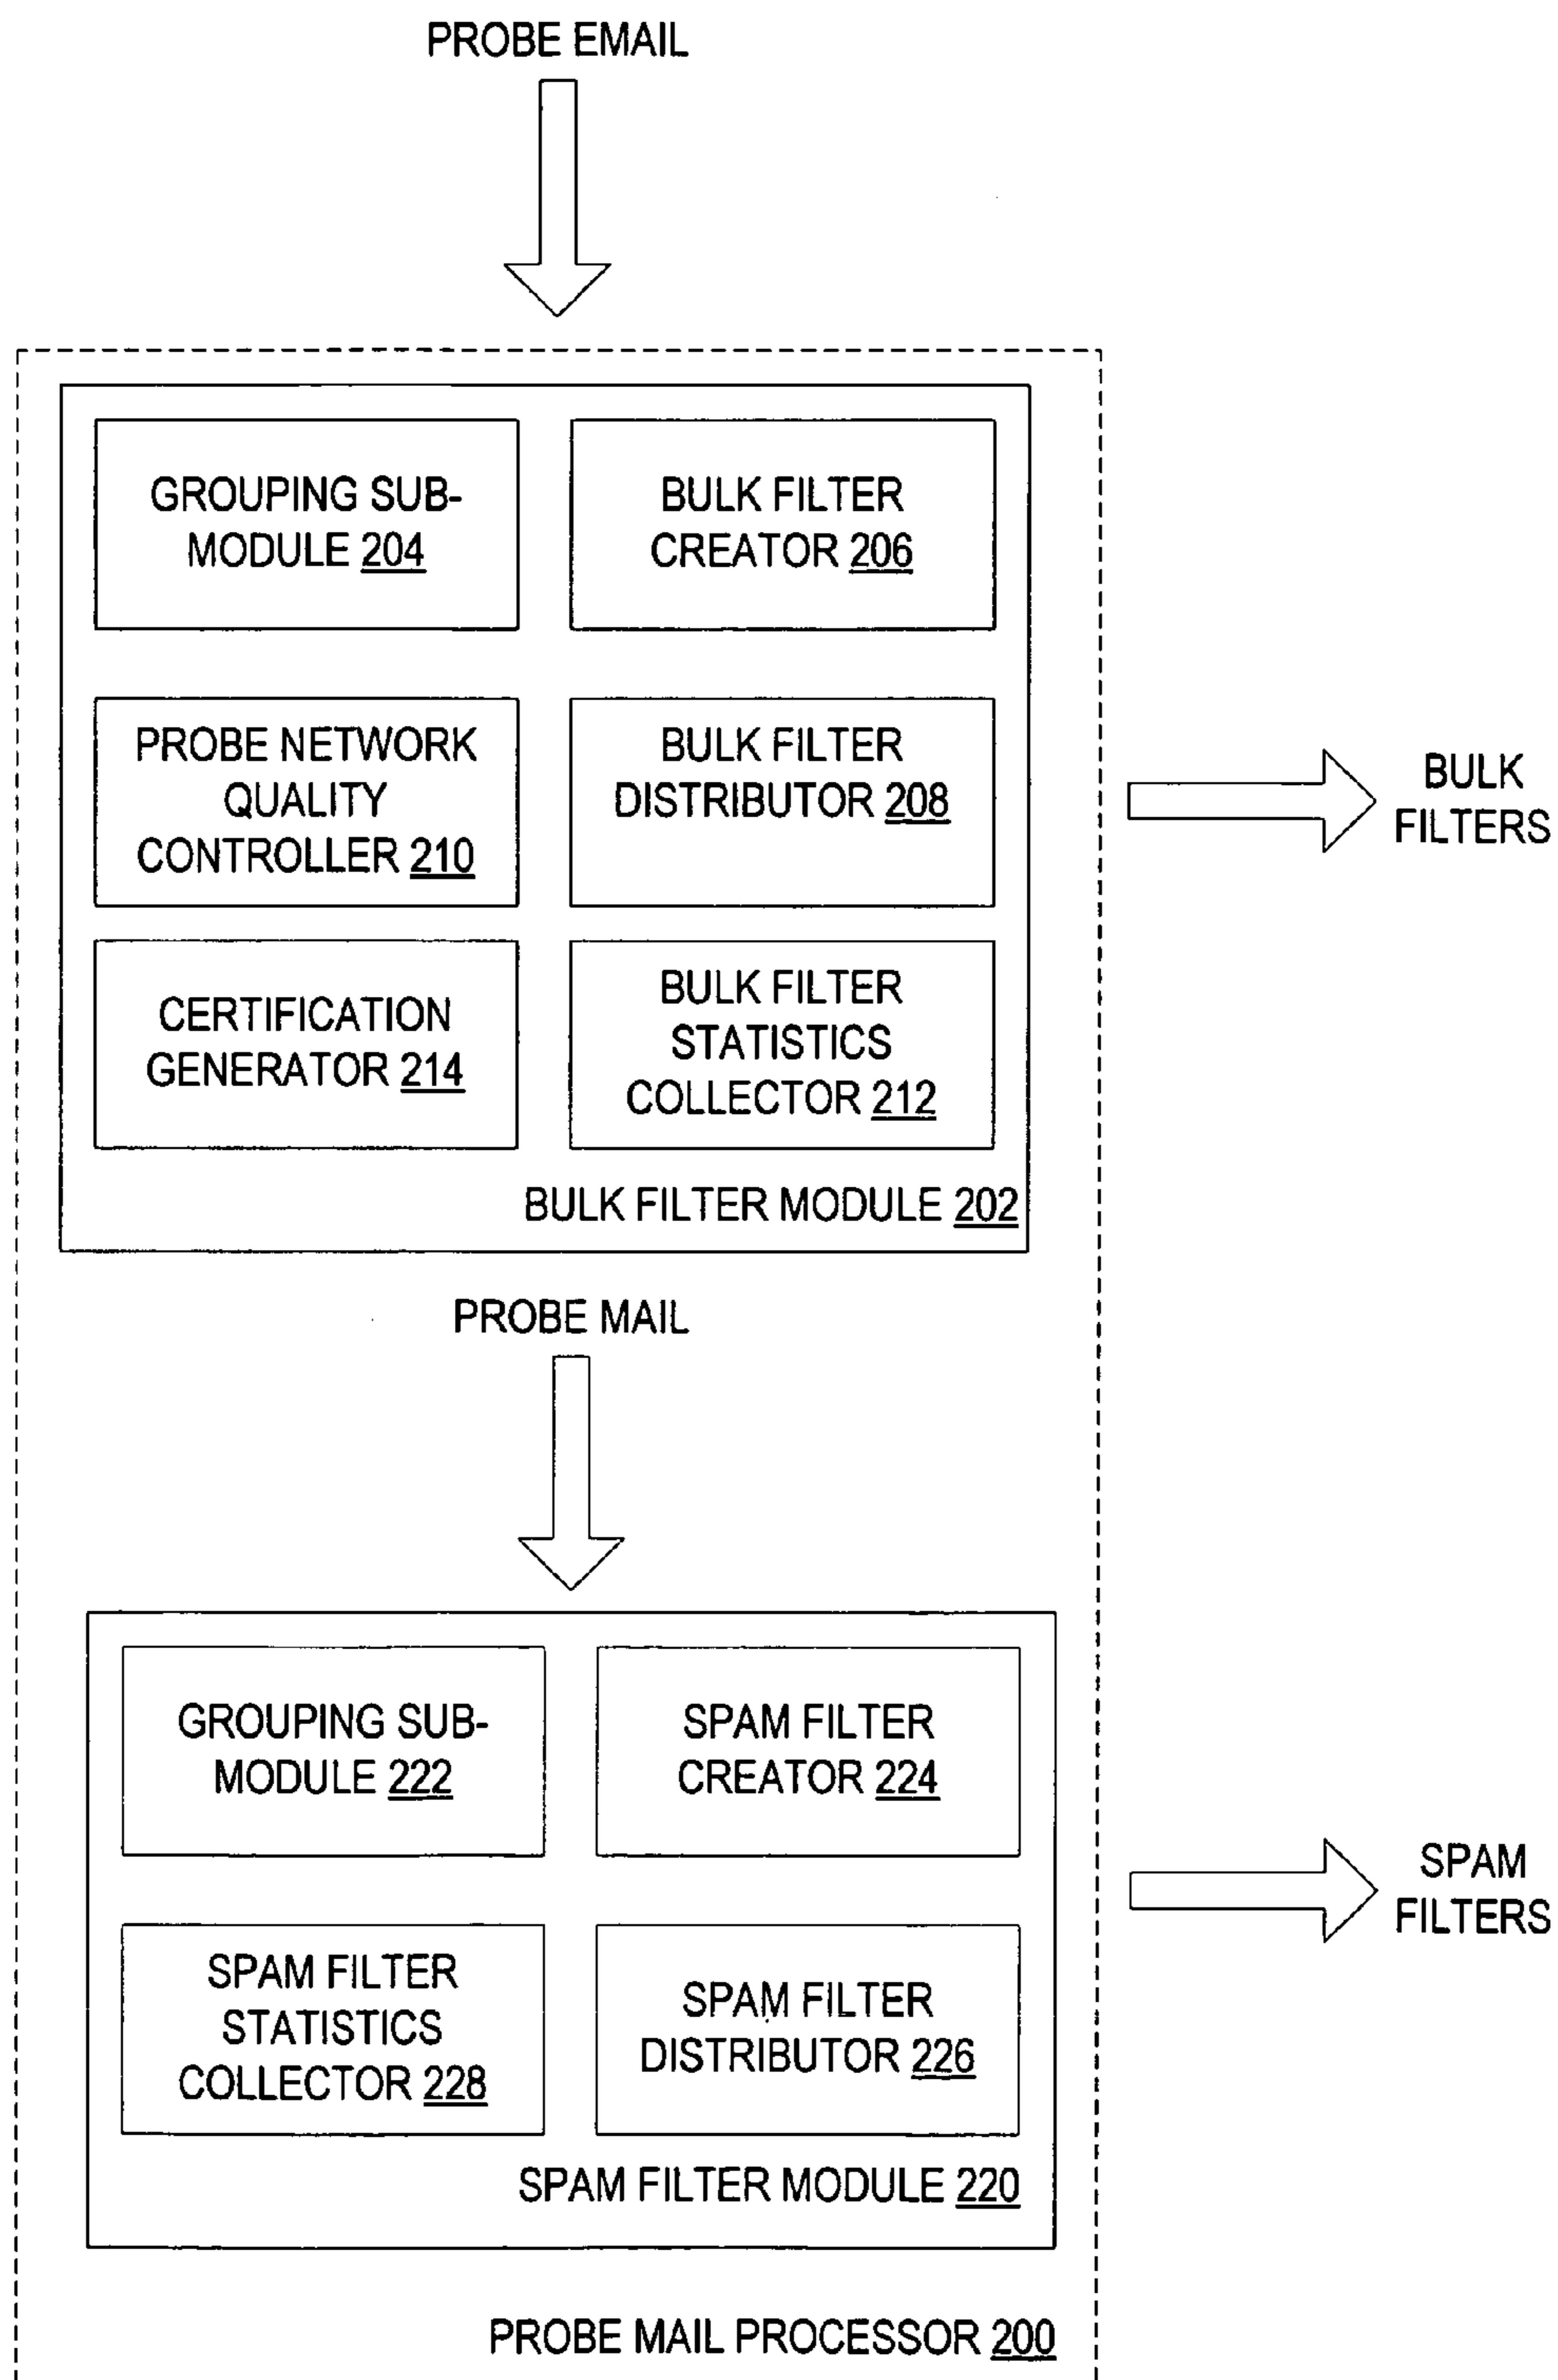 PROBE EMAIL
GROUPING SUB-
MODULE 204
BULK FILTER
CREATOR 206
PROBE NETWORK
QUALITY
CONTROLLER 210
BULK FILTER
DISTRIBUTOR 208
BULK
FILTERS
CERTIFICATION
GENERATOR 214
BULK FILTER
STATISTICS
COLLECTOR 212
BULK FILTER MODULE 202
PROBE MAIL
GROUPING SUB-
MODULE 222
SPAM FILTER
CREATOR 224
SPAM
FILTERS
SPAM FILTER
STATISTICS
COLLECTOR 228
SPAM FILTER
DISTRIBUTOR 226
SPAM FILTER MODULE 220
PROBE MAIL PROCESSOR 200